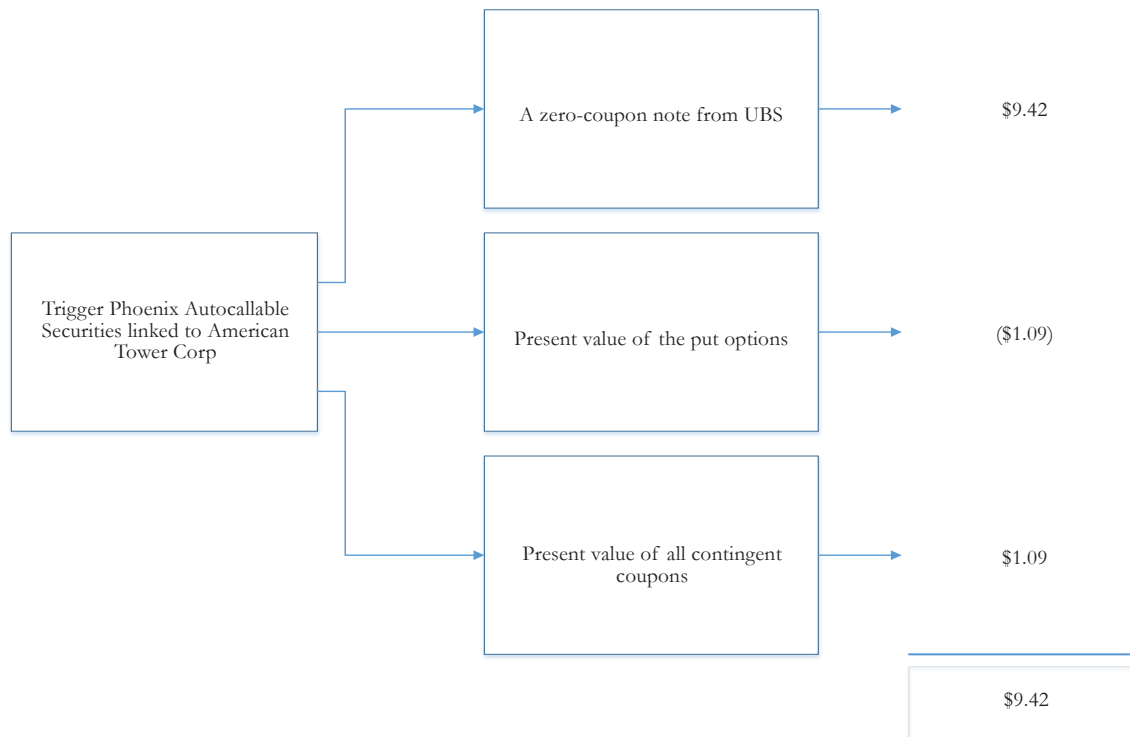 A zero-coupon note from UBS
$9.42
Trigger Phoenix Autocallable
Securities linked to American
Tower Corp
Present value of the put options
($1.09)
Present value of all contingent
coupons
$1.09
$9.42